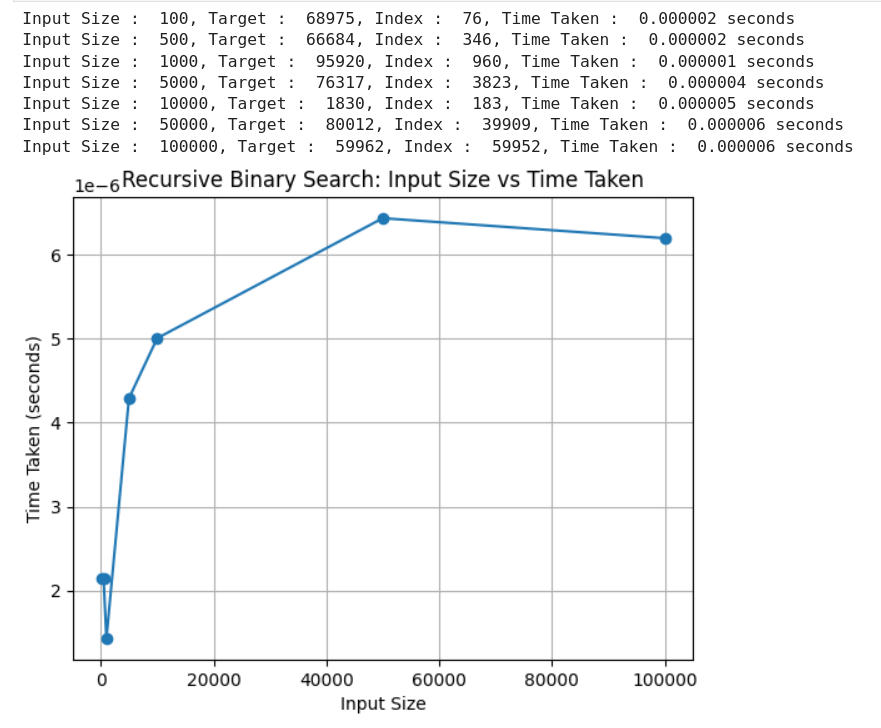 Input Size :  100, Target :  68975, Index :  76, Time Taken :  0.000002 seconds
Input Size :  500, Target :  66684, Index :  346, Time Taken :  0.000002 seconds
Input Size :  1000, Target :  95920, Index :  960, Time Taken :  0.000001 seconds
Input Size :  5000, Target :  76317, Index :  3823, Time Taken :  0.000004 seconds
Input Size :  10000, Target :  1830, Index :  183, Time Taken :  0.000005 seconds
Input Size :  50000, Target :  80012, Index :  39909, Time Taken :  0.000006 seconds
Input Size :  100000, Target :  59962, Index :  59952, Time Taken :  0.000006 seconds
1e−6 Recursive Binary Search: Input Size vs Time Taken
6
5
4
3
2
Time Taken (seconds)
0 20000 40000 60000 80000 100000
Input Size